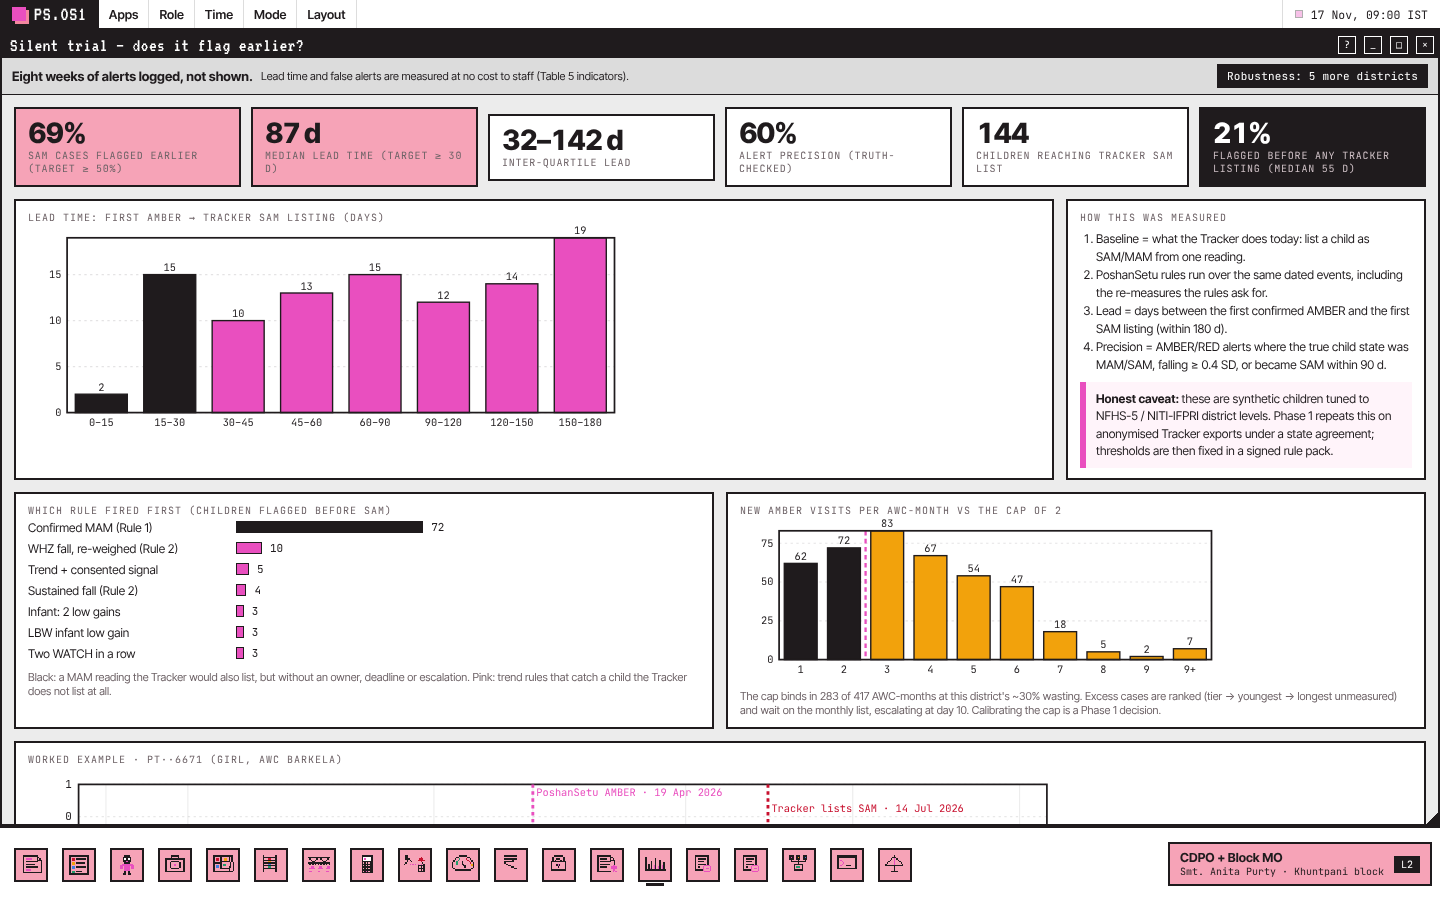 PS.OS1
Apps
Role
Time
Mode
Layout
17 Nov, 09:00 IST
Silent trial – does it flag earlier?
?
_
□
×
Eight weeks of alerts logged, not shown. Lead time and false alerts are measured at no cost to staff (Table 5 indicators).
Robustness: 5 more districts
69%
SAM CASES FLAGGED EARLIER
(TARGET ≥ 50%)
87 d
MEDIAN LEAD TIME (TARGET ≥ 30
D)
32–142 d
INTER-QUARTILE LEAD
60%
ALERT PRECISION (TRUTH-
CHECKED)
144
CHILDREN REACHING TRACKER SAM
LIST
21%
FLAGGED BEFORE ANY TRACKER
LISTING (MEDIAN 55 D)
LEAD TIME: FIRST AMBER → TRACKER SAM LISTING (DAYS)
15
10
5
0
2
15
10
13
15
12
14
19
0–15
15–30
30–45
45–60
60–90
90–120
120–150
150–180
HOW THIS WAS MEASURED
1. Baseline = what the Tracker does today: list a child as
SAM/MAM from one reading.
2. PoshanSetu rules run over the same dated events, including
the re-measures the rules ask for.
3. Lead = days between the first confirmed AMBER and the first
SAM listing (within 180 d).
4. Precision = AMBER/RED alerts where the true child state was
MAM/SAM, falling ≥ 0.4 SD, or became SAM within 90 d.
Honest caveat: these are synthetic children tuned to
NFHS-5 / NITI-IFPRI district levels. Phase 1 repeats this on
anonymised Tracker exports under a state agreement;
thresholds are then fixed in a signed rule pack.
WHICH RULE FIRED FIRST (CHILDREN FLAGGED BEFORE SAM)
Confirmed MAM (Rule 1) 72
WHZ fall, re-weighed (Rule 2) 10
Trend + consented signal 5
Sustained fall (Rule 2) 4
Infant: 2 low gains 3
LBW infant low gain 3
Two WATCH in a row 3
Black: a MAM reading the Tracker would also list, but without an owner, deadline or escalation. Pink: trend rules that catch a child the Tracker
does not list at all.
NEW AMBER VISITS PER AWC-MONTH VS THE CAP OF 2
75
50
25
0
62
72
83
67
54
47
18
5
2
7
1
2
3
4
5
6
7
8
9
9+
The cap binds in 283 of 417 AWC-months at this district's ~30% wasting. Excess cases are ranked (tier → youngest → longest unmeasured)
and wait on the monthly list, escalating at day 10. Calibrating the cap is a Phase 1 decision.
WORKED EXAMPLE · PT··6671 (GIRL, AWC BARKELA)
1
0
PoshanSetu AMBER · 19 Apr 2026
Tracker lists SAM · 14 Jul 2026
CDPO + Block MO
Smt. Anita Purty · Khuntpani block
L2